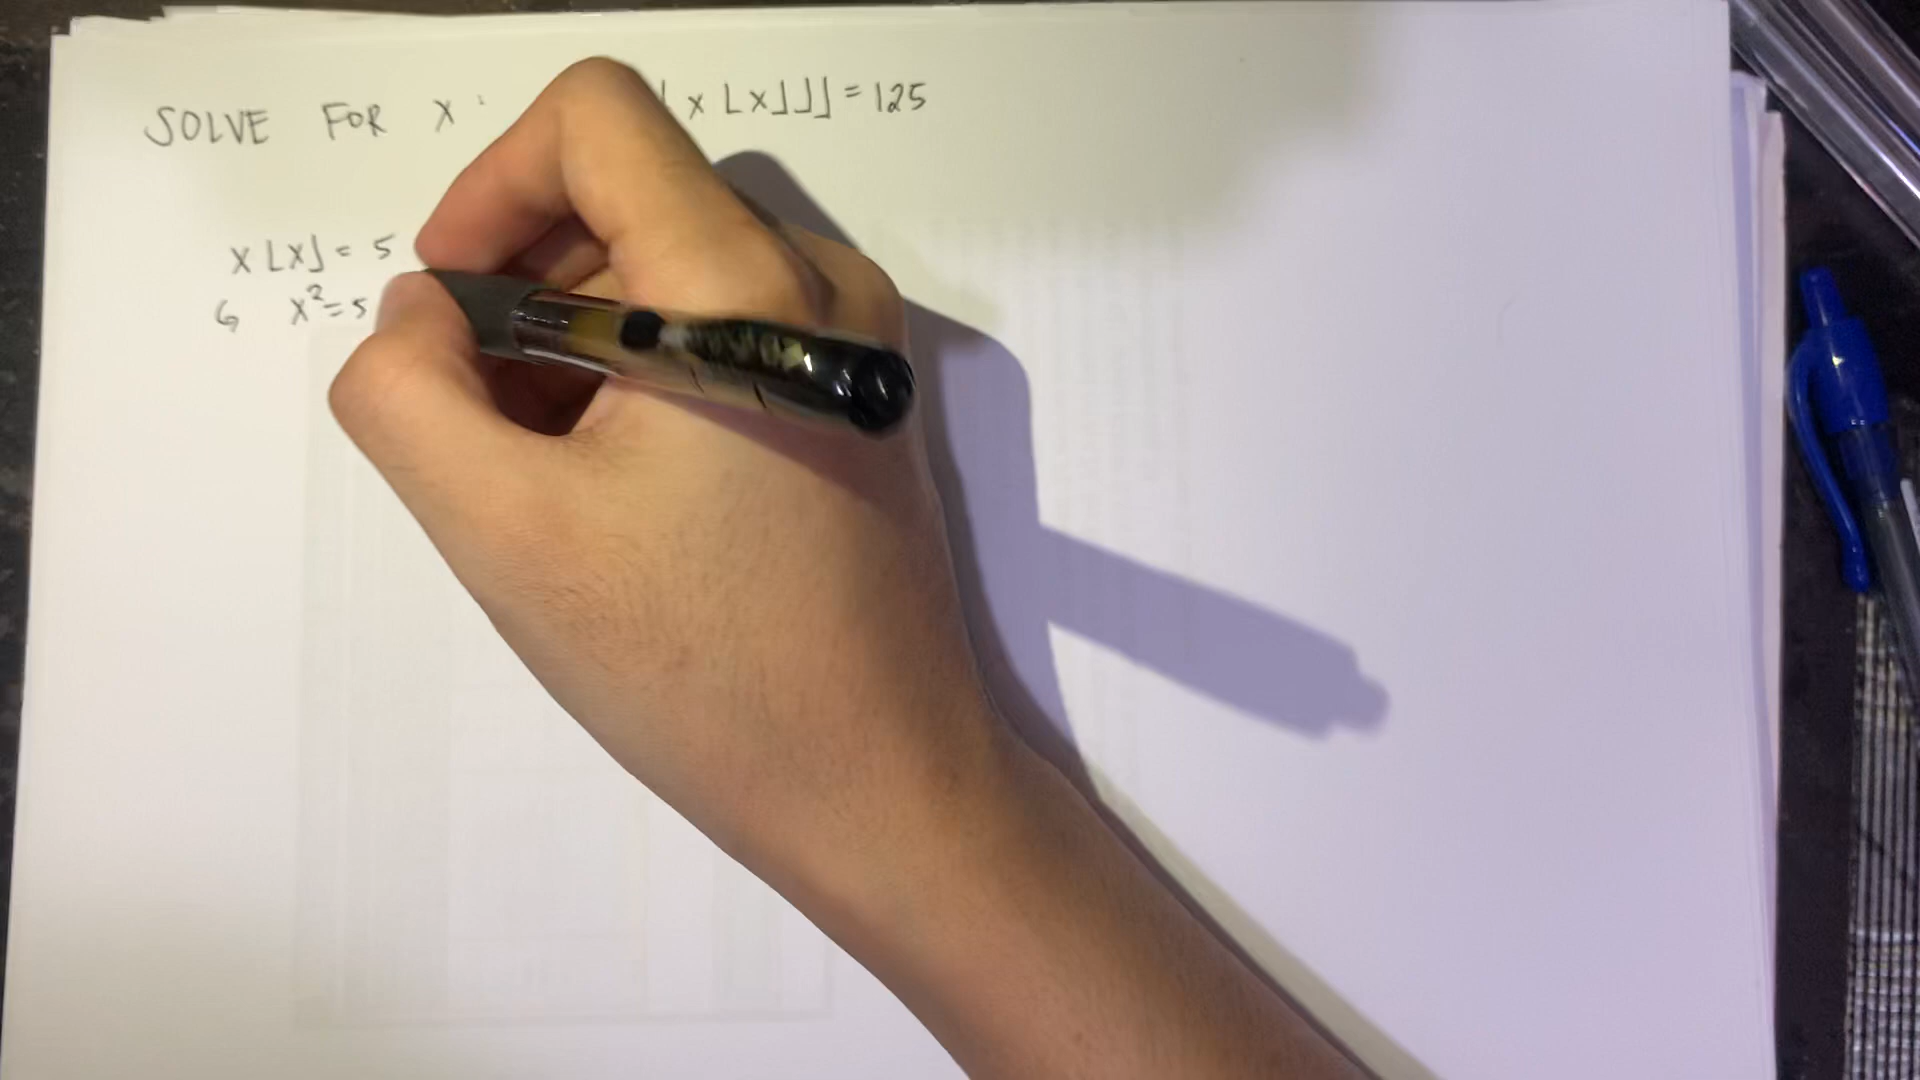 SOLVE FOR X : ⌊ x ⌊x⌋⌋⌋ = 125
x ⌊x⌋ = 5
↳ x² = 5